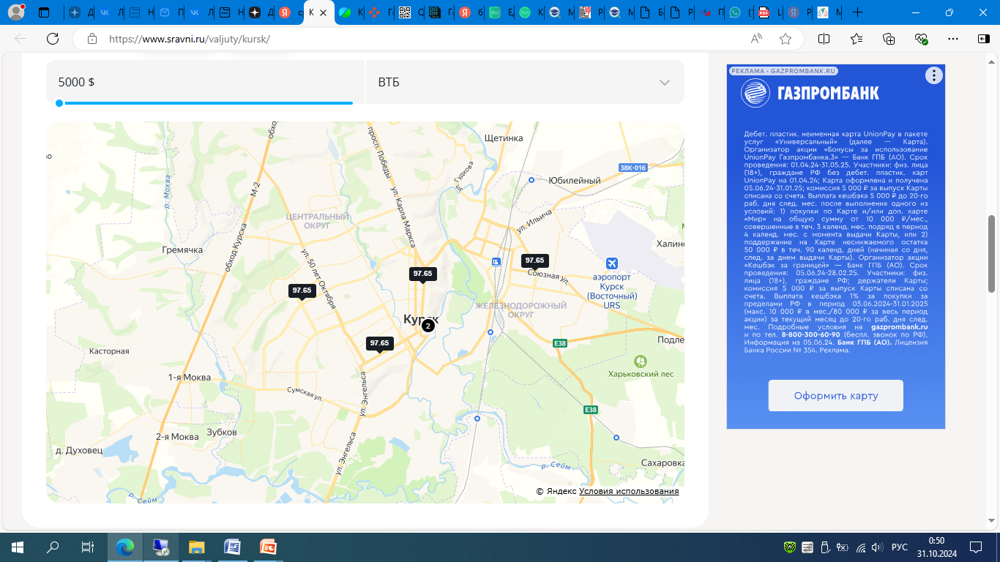 https://www.sravni.ru/valjuty/kursk/
5000 $
ВТБ
обход
просп. Победы
Щетинка
ул. Гудкова
38К-016
Юбилейный
во
р. Моква
М-2
ул. Карла Маркса
ЦЕНТРАЛЬНЫЙ
ОКРУГ
ул. Ильича
обход Курска
Гремячка
Халин
ул. 50 лет Октября
97.65
97.65
97.65
Союзная ул.
аэропорт
Курск
(Восточный)
URS
ЖЕЛЕЗНОДОРОЖНЫЙ
ОКРУГ
Курск
2
97.65
Е38
Подле
Касторная
Харьковский лес
1-я Моква
Сумская ул.
ул. Энгельса
Е38
2-я Моква
Зубков
д. Духовец
ул. Энгельса
р. Сейм
Сахаровка
р. Сейм
© Яндекс Условия использования
РЕКЛАМА • GAZPROMBANK.RU
ГАЗПРОМБАНК
Дебет. пластик. неименная карта UnionPay в пакете
услуг «Универсальный» (далее — Карта).
Организатор акции «Бонусы за использование
UnionPay Газпромбанка.3» — Банк ГПБ (АО). Срок
проведения: 01.04.24-31.05.25. Участники: физ. лица
(18+), граждане РФ без дебет. пластик. карт
UnionPay на 01.04.24; Карта оформлена и получена
05.06.24-31.01.25; комиссия 5 000 ₽ за выпуск Карты
списана со счета. Выплата кешбэка 5 000 ₽ до 20-го
раб. дня след. мес. после выполнения одного из
условий: 1) покупки по Карте и/или доп. карте
«Мир» на общую сумму от 10 000 ₽/мес.,
совершенные в теч. 3 календ. мес. подряд в период
4 календ. мес. с момента выдачи Карты, или 2)
поддержание на Карте неснижаемого остатка
50 000 ₽ в теч. 90 календ. дней (начиная со дня,
след. за днем выдачи Карты). Организатор акции
«Кешбэк за границей» — Банк ГПБ (АО). Срок
проведения: 05.06.24-28.02.25. Участники: физ.
лица (18+), граждане РФ; держатели Карты;
комиссия 5 000 ₽ за выпуск Карты списана со
счета. Выплата кешбэка 1% за покупки за
пределами РФ в период 05.06.2024-31.01.2025
(макс. 10 000 ₽ в мес./80 000 ₽ за весь период
акции) за текущий месяц до 20-го раб. дня след.
мес. Подробные условия на gazprombank.ru
и по тел. 8-800-300-60-90 (беспл. звонок по РФ).
Информация на 05.06.24. Банк ГПБ (АО). Лицензия
Банка России № 354. Реклама.
Оформить карту
РУС
0:50
31.10.2024